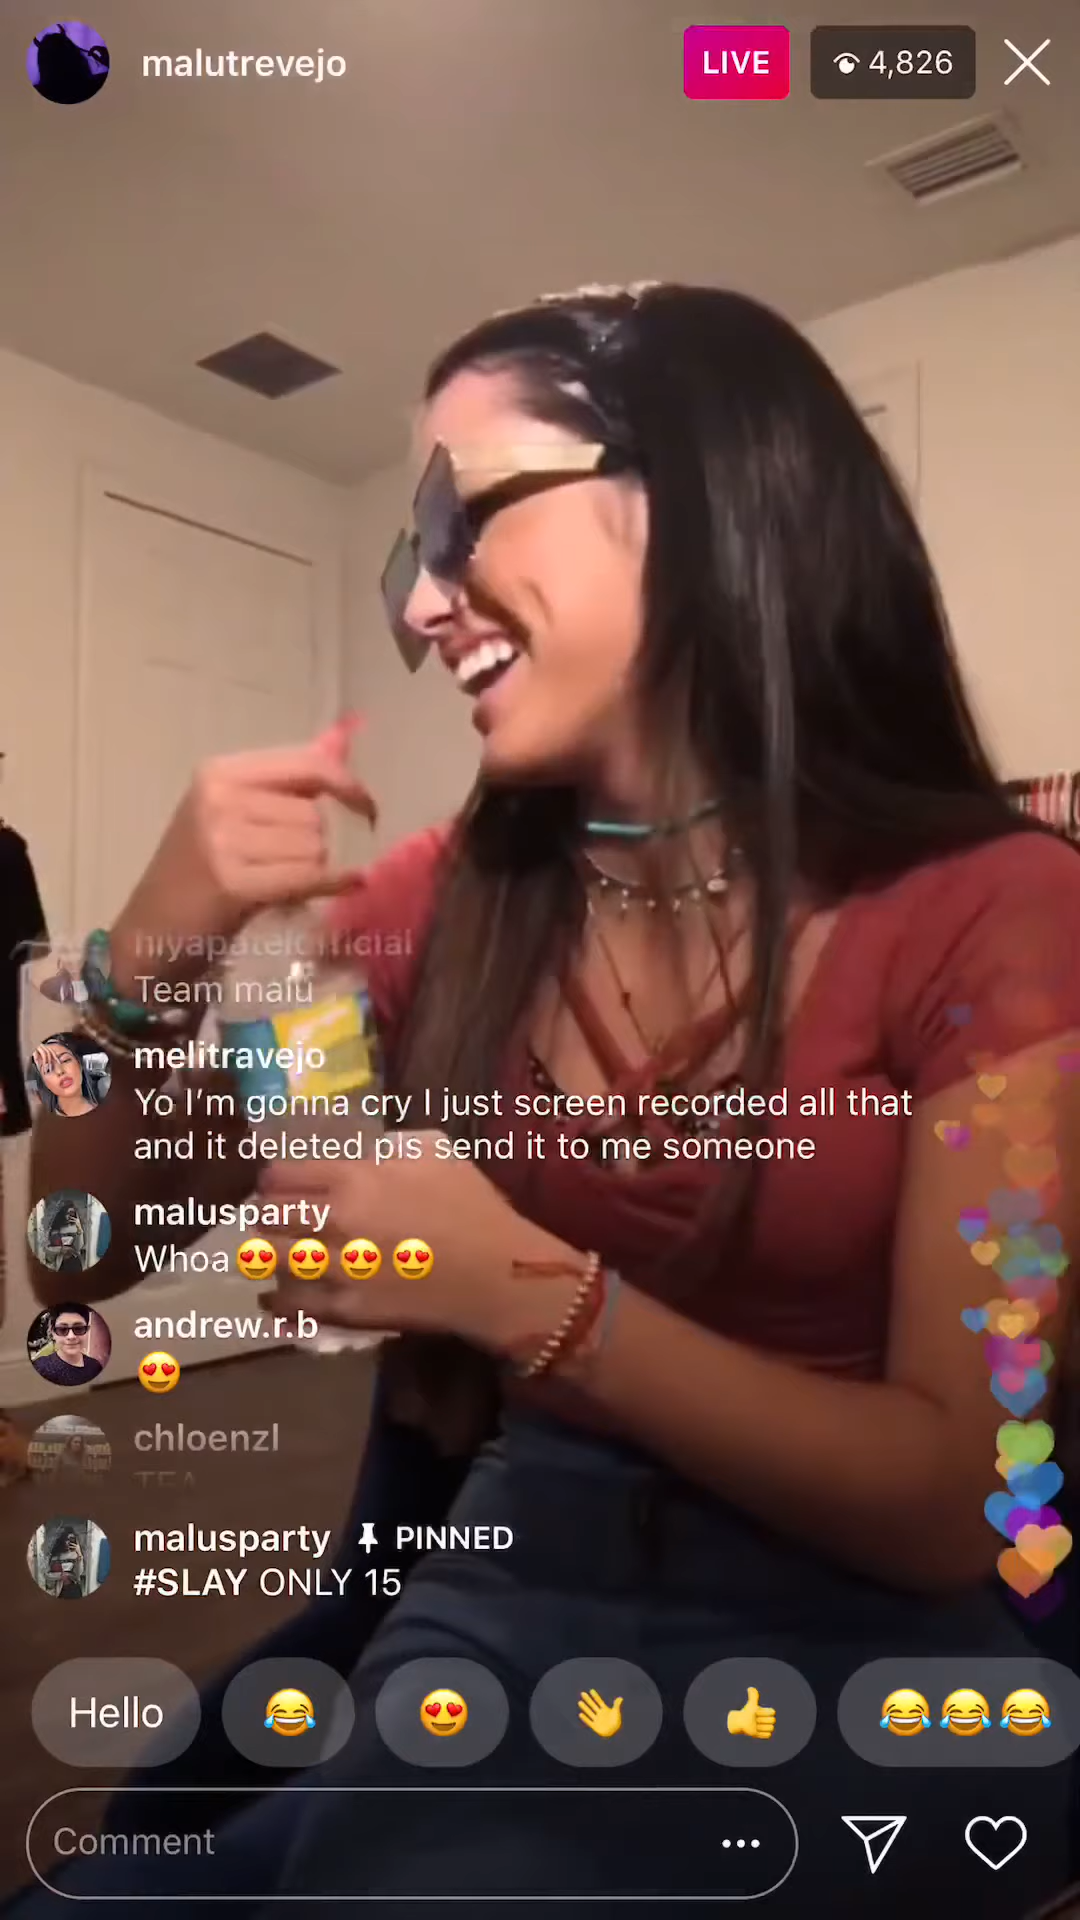 malutrevejo
LIVE
4,826
Team malu
melitravejo
Yo I’m gonna cry I just screen recorded all that
and it deleted pls send it to me someone
malusparty
Whoa😍😍😍😍
andrew.r.b
😍
chloenzl
TEA
malusparty PINNED
#SLAY ONLY 15
Hello 😂 😍 👋 👍 😂😂😂
Comment